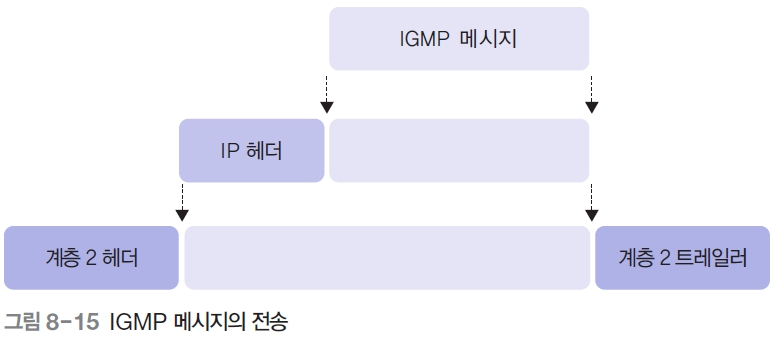 IGMP 메시지
IP 헤더
계층 2 헤더
계층 2 트레일러
그림 8-15 IGMP 메시지의 전송